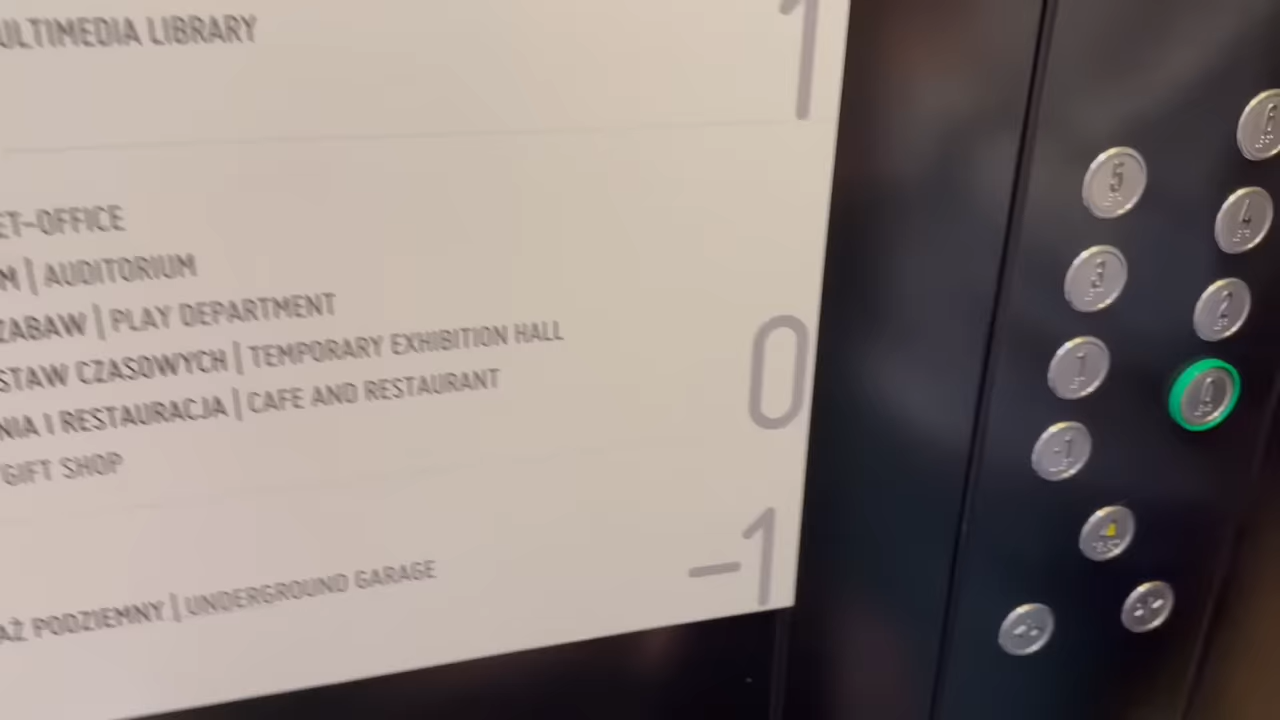 ULTIMEDIA LIBRARY
1
ET-OFFICE
M | AUDITORIUM
ZABAW | PLAY DEPARTMENT
STAW CZASOWYCH | TEMPORARY EXHIBITION HALL
NIA I RESTAURACJA | CAFE AND RESTAURANT
GIFT SHOP
0
AŻ PODZIEMNY | UNDERGROUND GARAGE
-1
6
5
4
3
2
1
0
-1